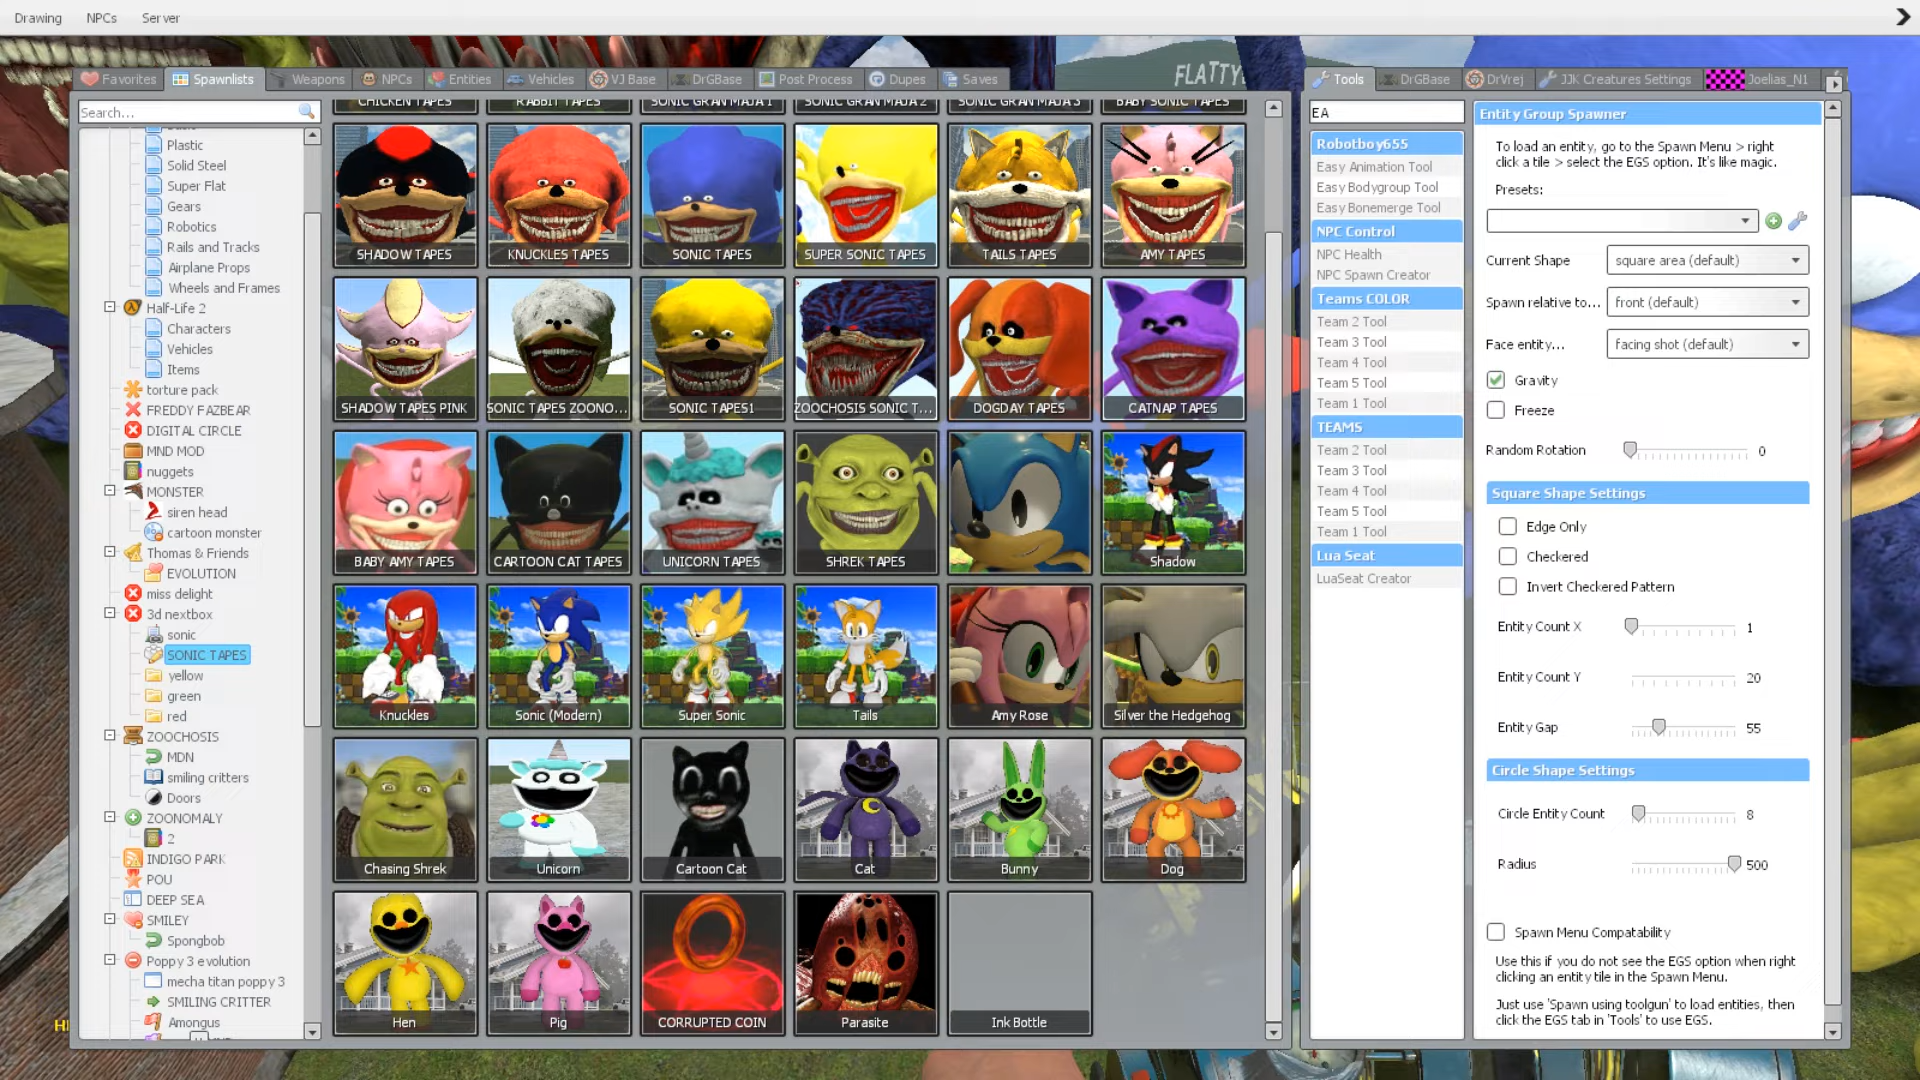 Drawing NPCs Server
FLATTY
Favorites Spawnlists Weapons NPCs Entities Vehicles VJ Base DrGBase Post Process Dupes Saves
Search...
Plastic
Solid Steel
Super Flat
Gears
Robotics
Rails and Tracks
Airplane Props
Wheels and Frames
Half-Life 2
Characters
Vehicles
Items
torture pack
FREDDY FAZBEAR
DIGITAL CIRCLE
MND MOD
nuggets
MONSTER
siren head
cartoon monster
Thomas & Friends
EVOLUTION
miss delight
3d nextbox
sonic
SONIC TAPES
yellow
green
red
ZOOCHOSIS
MDN
smiling critters
Doors
ZOONOMALY
2
INDIGO PARK
POU
DEEP SEA
SMILEY
Spongbob
Poppy 3 evolution
mecha titan poppy 3
SMILING CRITTER
Amongus
CHICKEN TAPES RABBIT TAPES SONIC GRAN MAJA 1 SONIC GRAN MAJA 2 SONIC GRAN MAJA 3 BABY SONIC TAPES
SHADOW TAPES KNUCKLES TAPES SONIC TAPES SUPER SONIC TAPES TAILS TAPES AMY TAPES
SHADOW TAPES PINK SONIC TAPES ZOONO... SONIC TAPES1 ZOOCHOSIS SONIC T... DOGDAY TAPES CATNAP TAPES
BABY AMY TAPES CARTOON CAT TAPES UNICORN TAPES SHREK TAPES Shadow
Knuckles Sonic (Modern) Super Sonic Tails Amy Rose Silver the Hedgehog
Chasing Shrek Unicorn Cartoon Cat Cat Bunny Dog
Hen Pig CORRUPTED COIN Parasite Ink Bottle
Tools DrGBase DrVrej JJK Creatures Settings Joelias_N1
EA
Robotboy655
Easy Animation Tool
Easy Bodygroup Tool
Easy Bonemerge Tool
NPC Control
NPC Health
NPC Spawn Creator
Teams COLOR
Team 2 Tool
Team 3 Tool
Team 4 Tool
Team 5 Tool
Team 1 Tool
TEAMS
Team 2 Tool
Team 3 Tool
Team 4 Tool
Team 5 Tool
Team 1 Tool
Lua Seat
LuaSeat Creator
Entity Group Spawner
To load an entity, go to the Spawn Menu > right
click a tile > select the EGS option. It's like magic.
Presets:
Current Shape square area (default)
Spawn relative to... front (default)
Face entity... facing shot (default)
Gravity
Freeze
Random Rotation 0
Square Shape Settings
Edge Only
Checkered
Invert Checkered Pattern
Entity Count X 1
Entity Count Y 20
Entity Gap 55
Circle Shape Settings
Circle Entity Count 8
Radius 500
Spawn Menu Compatability
Use this if you do not see the EGS option when right
clicking an entity tile in the Spawn Menu.
Just use 'Spawn using toolgun' to load entities, then
click the EGS tab in 'Tools' to use EGS.